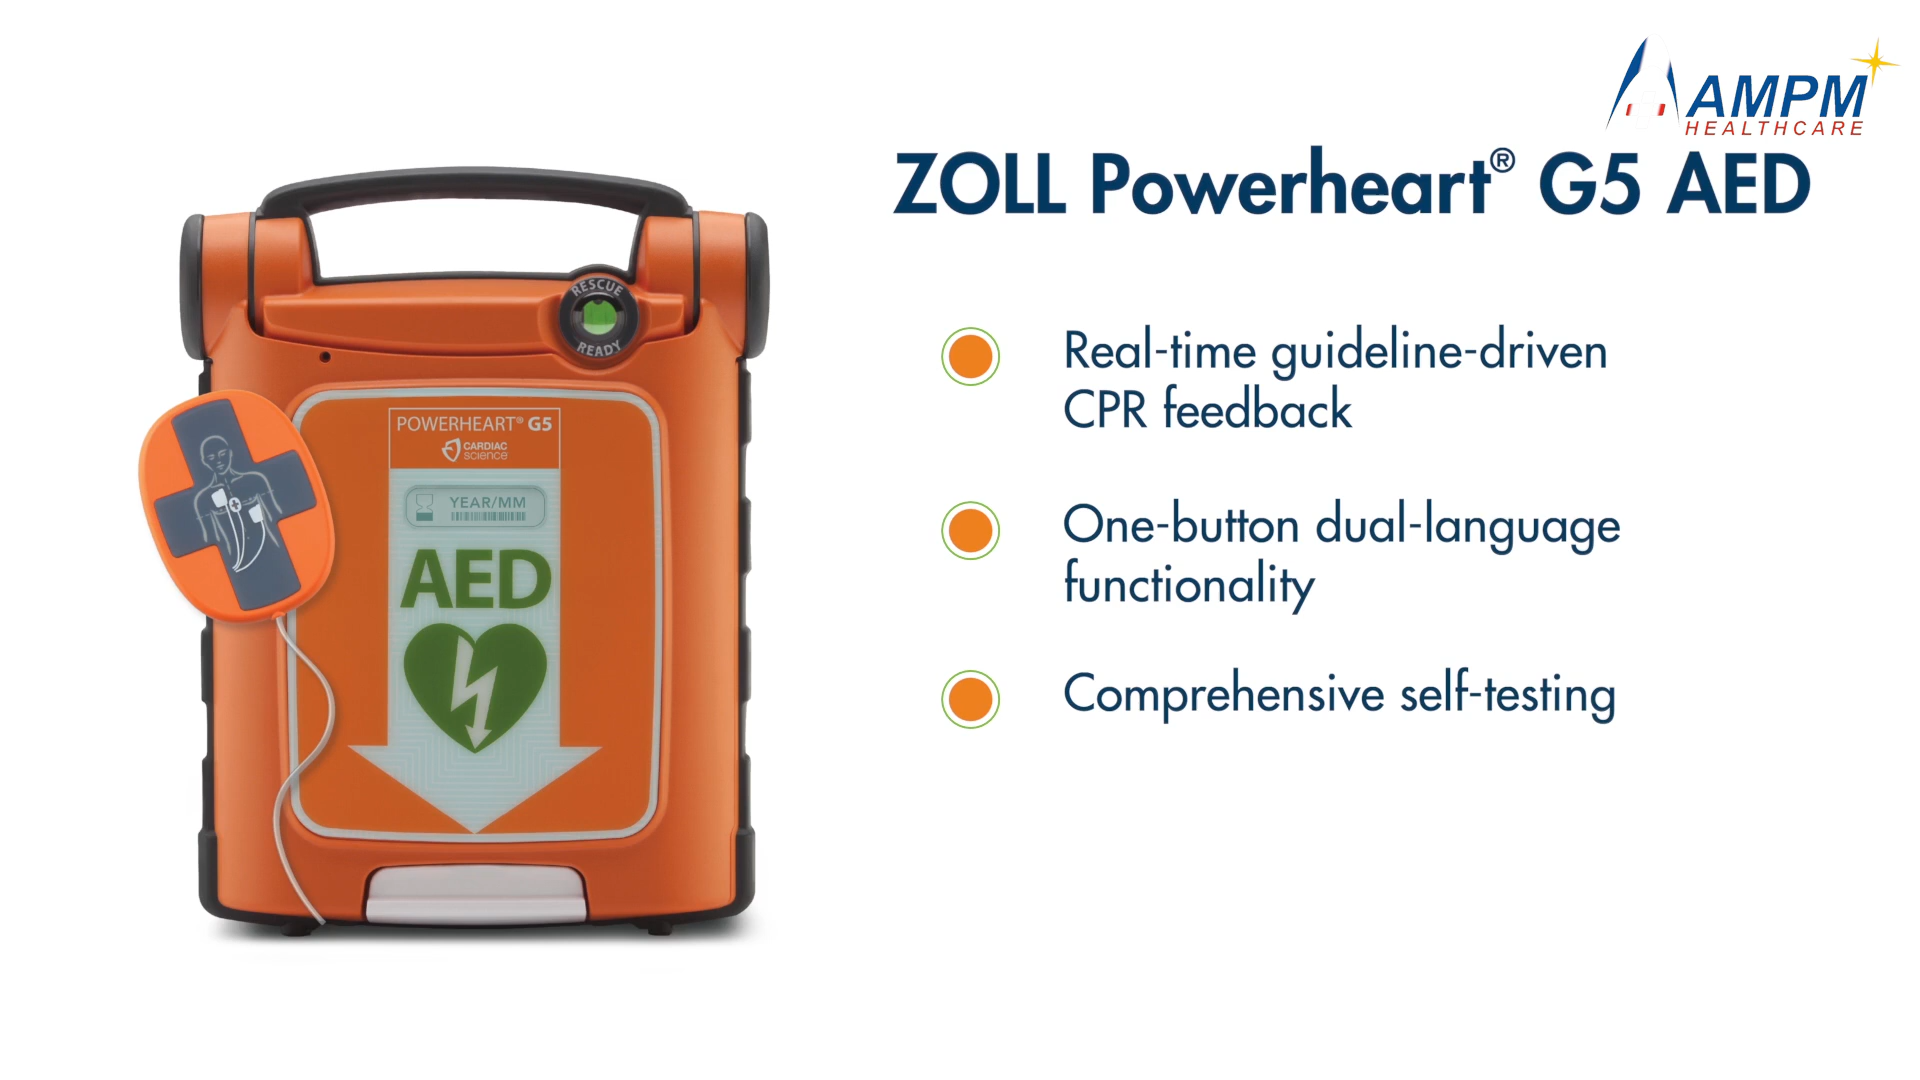 AMPM
HEALTHCARE
ZOLL Powerheart® G5 AED
Real-time guideline-driven
CPR feedback
One-button dual-language
functionality
Comprehensive self-testing
RESCUE
READY
POWERHEART® G5
CARDIAC
science
YEAR/MM
AED